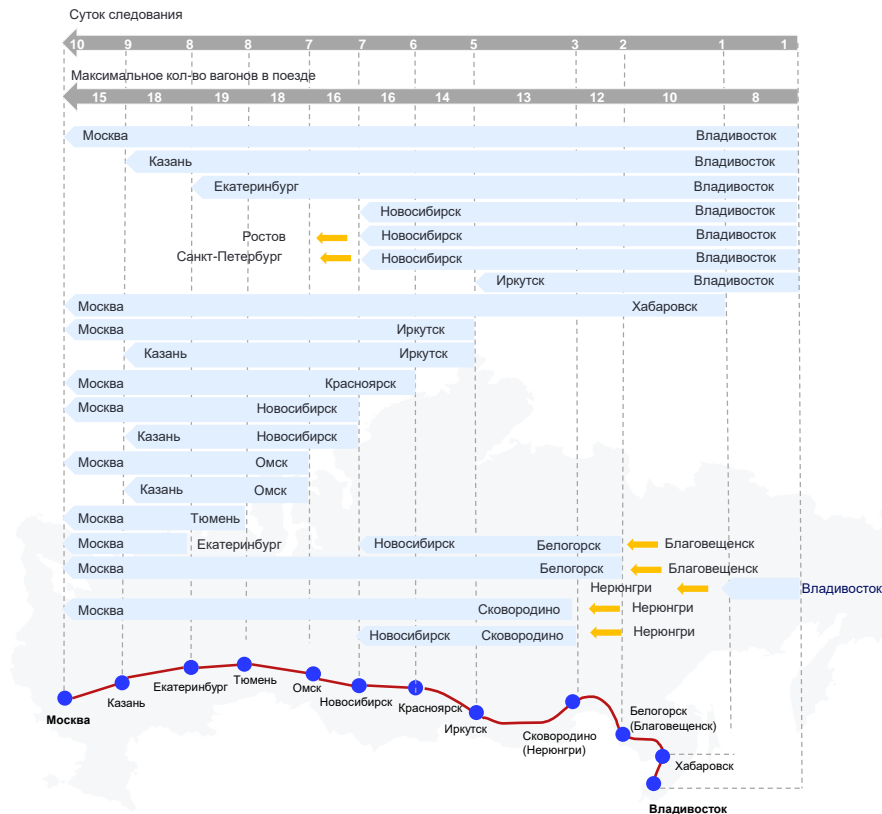 Суток следования
10 9 8 8 7 7 6 5 3 2 1 1
Максимальное кол-во вагонов в поезде
15 18 19 18 16 16 14 13 12 10 8
Москва Владивосток
Казань Владивосток
Екатеринбург Владивосток
Новосибирск Владивосток
Ростов Новосибирск Владивосток
Санкт-Петербург Новосибирск Владивосток
Иркутск Владивосток
Москва Хабаровск
Москва Иркутск
Казань Иркутск
Москва Красноярск
Москва Новосибирск
Казань Новосибирск
Москва Омск
Казань Омск
Москва Тюмень
Москва Екатеринбург Новосибирск Белогорск Благовещенск
Москва Белогорск Благовещенск
Нерюнгри Владивосток
Москва Сковородино Нерюнгри
Новосибирск Сковородино Нерюнгри
Москва
Казань
Екатеринбург
Тюмень
Омск
Новосибирск
Красноярск
Иркутск
Сковородино
(Нерюнгри)
Белогорск
(Благовещенск)
Хабаровск
Владивосток